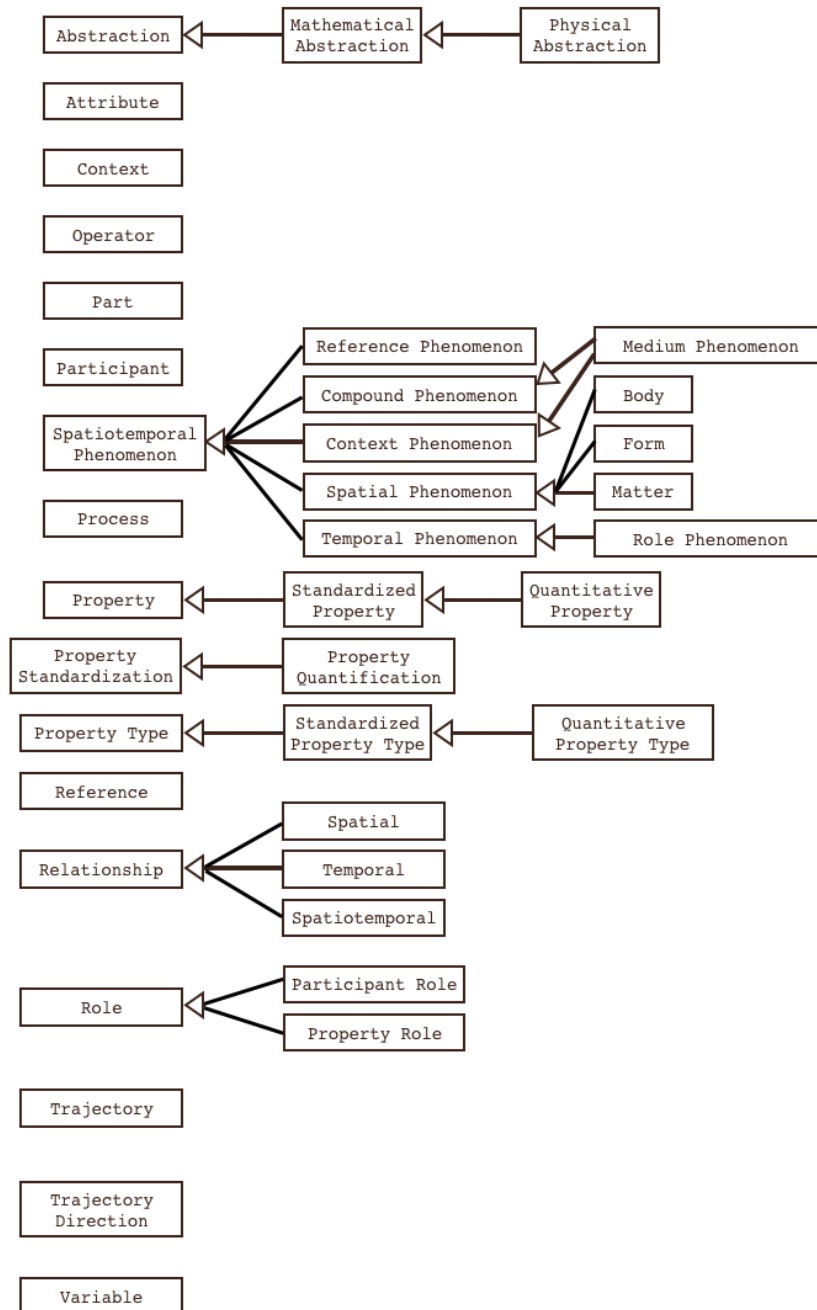 Abstraction
Mathematical
Abstraction
Physical
Abstraction
Attribute
Context
Operator
Part
Participant
Spatiotemporal
Phenomenon
Reference Phenomenon
Compound Phenomenon
Context Phenomenon
Spatial Phenomenon
Temporal Phenomenon
Medium Phenomenon
Body
Form
Matter
Role Phenomenon
Process
Property
Standardized
Property
Quantitative
Property
Property
Standardization
Property
Quantification
Property Type
Standardized
Property Type
Quantitative
Property Type
Reference
Relationship
Spatial
Temporal
Spatiotemporal
Role
Participant Role
Property Role
Trajectory
Trajectory
Direction
Variable